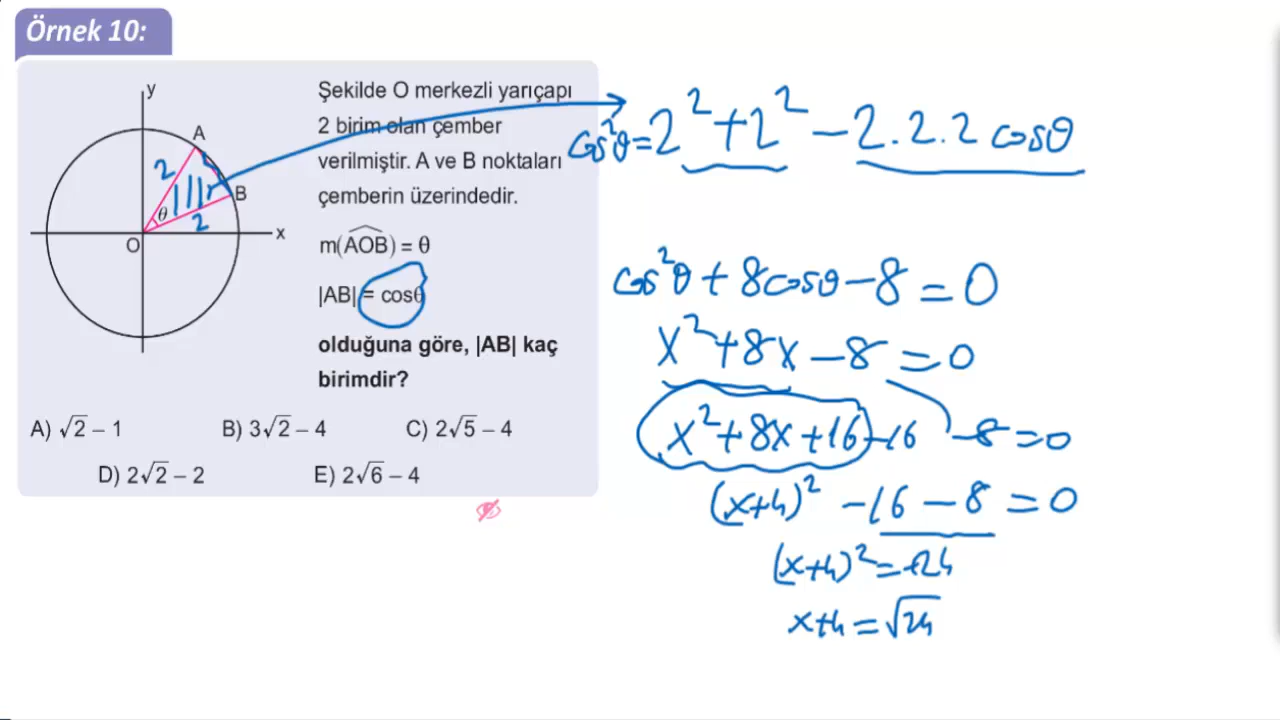 Örnek 10:
y
A
2
θ
B
2
O
x
Şekilde O merkezli yarıçapı
2 birim olan çember
verilmiştir. A ve B noktaları
çemberin üzerindedir.
m(AOB) = θ
|AB| = cosθ
olduğuna göre, |AB| kaç
birimdir?
A) √2 – 1
B) 3√2 – 4
C) 2√5 – 4
D) 2√2 – 2
E) 2√6 – 4
cos²θ = 2² + 2² – 2.2.2 cosθ
cos²θ + 8cosθ – 8 = 0
x² + 8x – 8 = 0
x² + 8x + 16 – 16 – 8 = 0
(x+4)² – 16 – 8 = 0
(x+4)² = +24
x+4 = √24